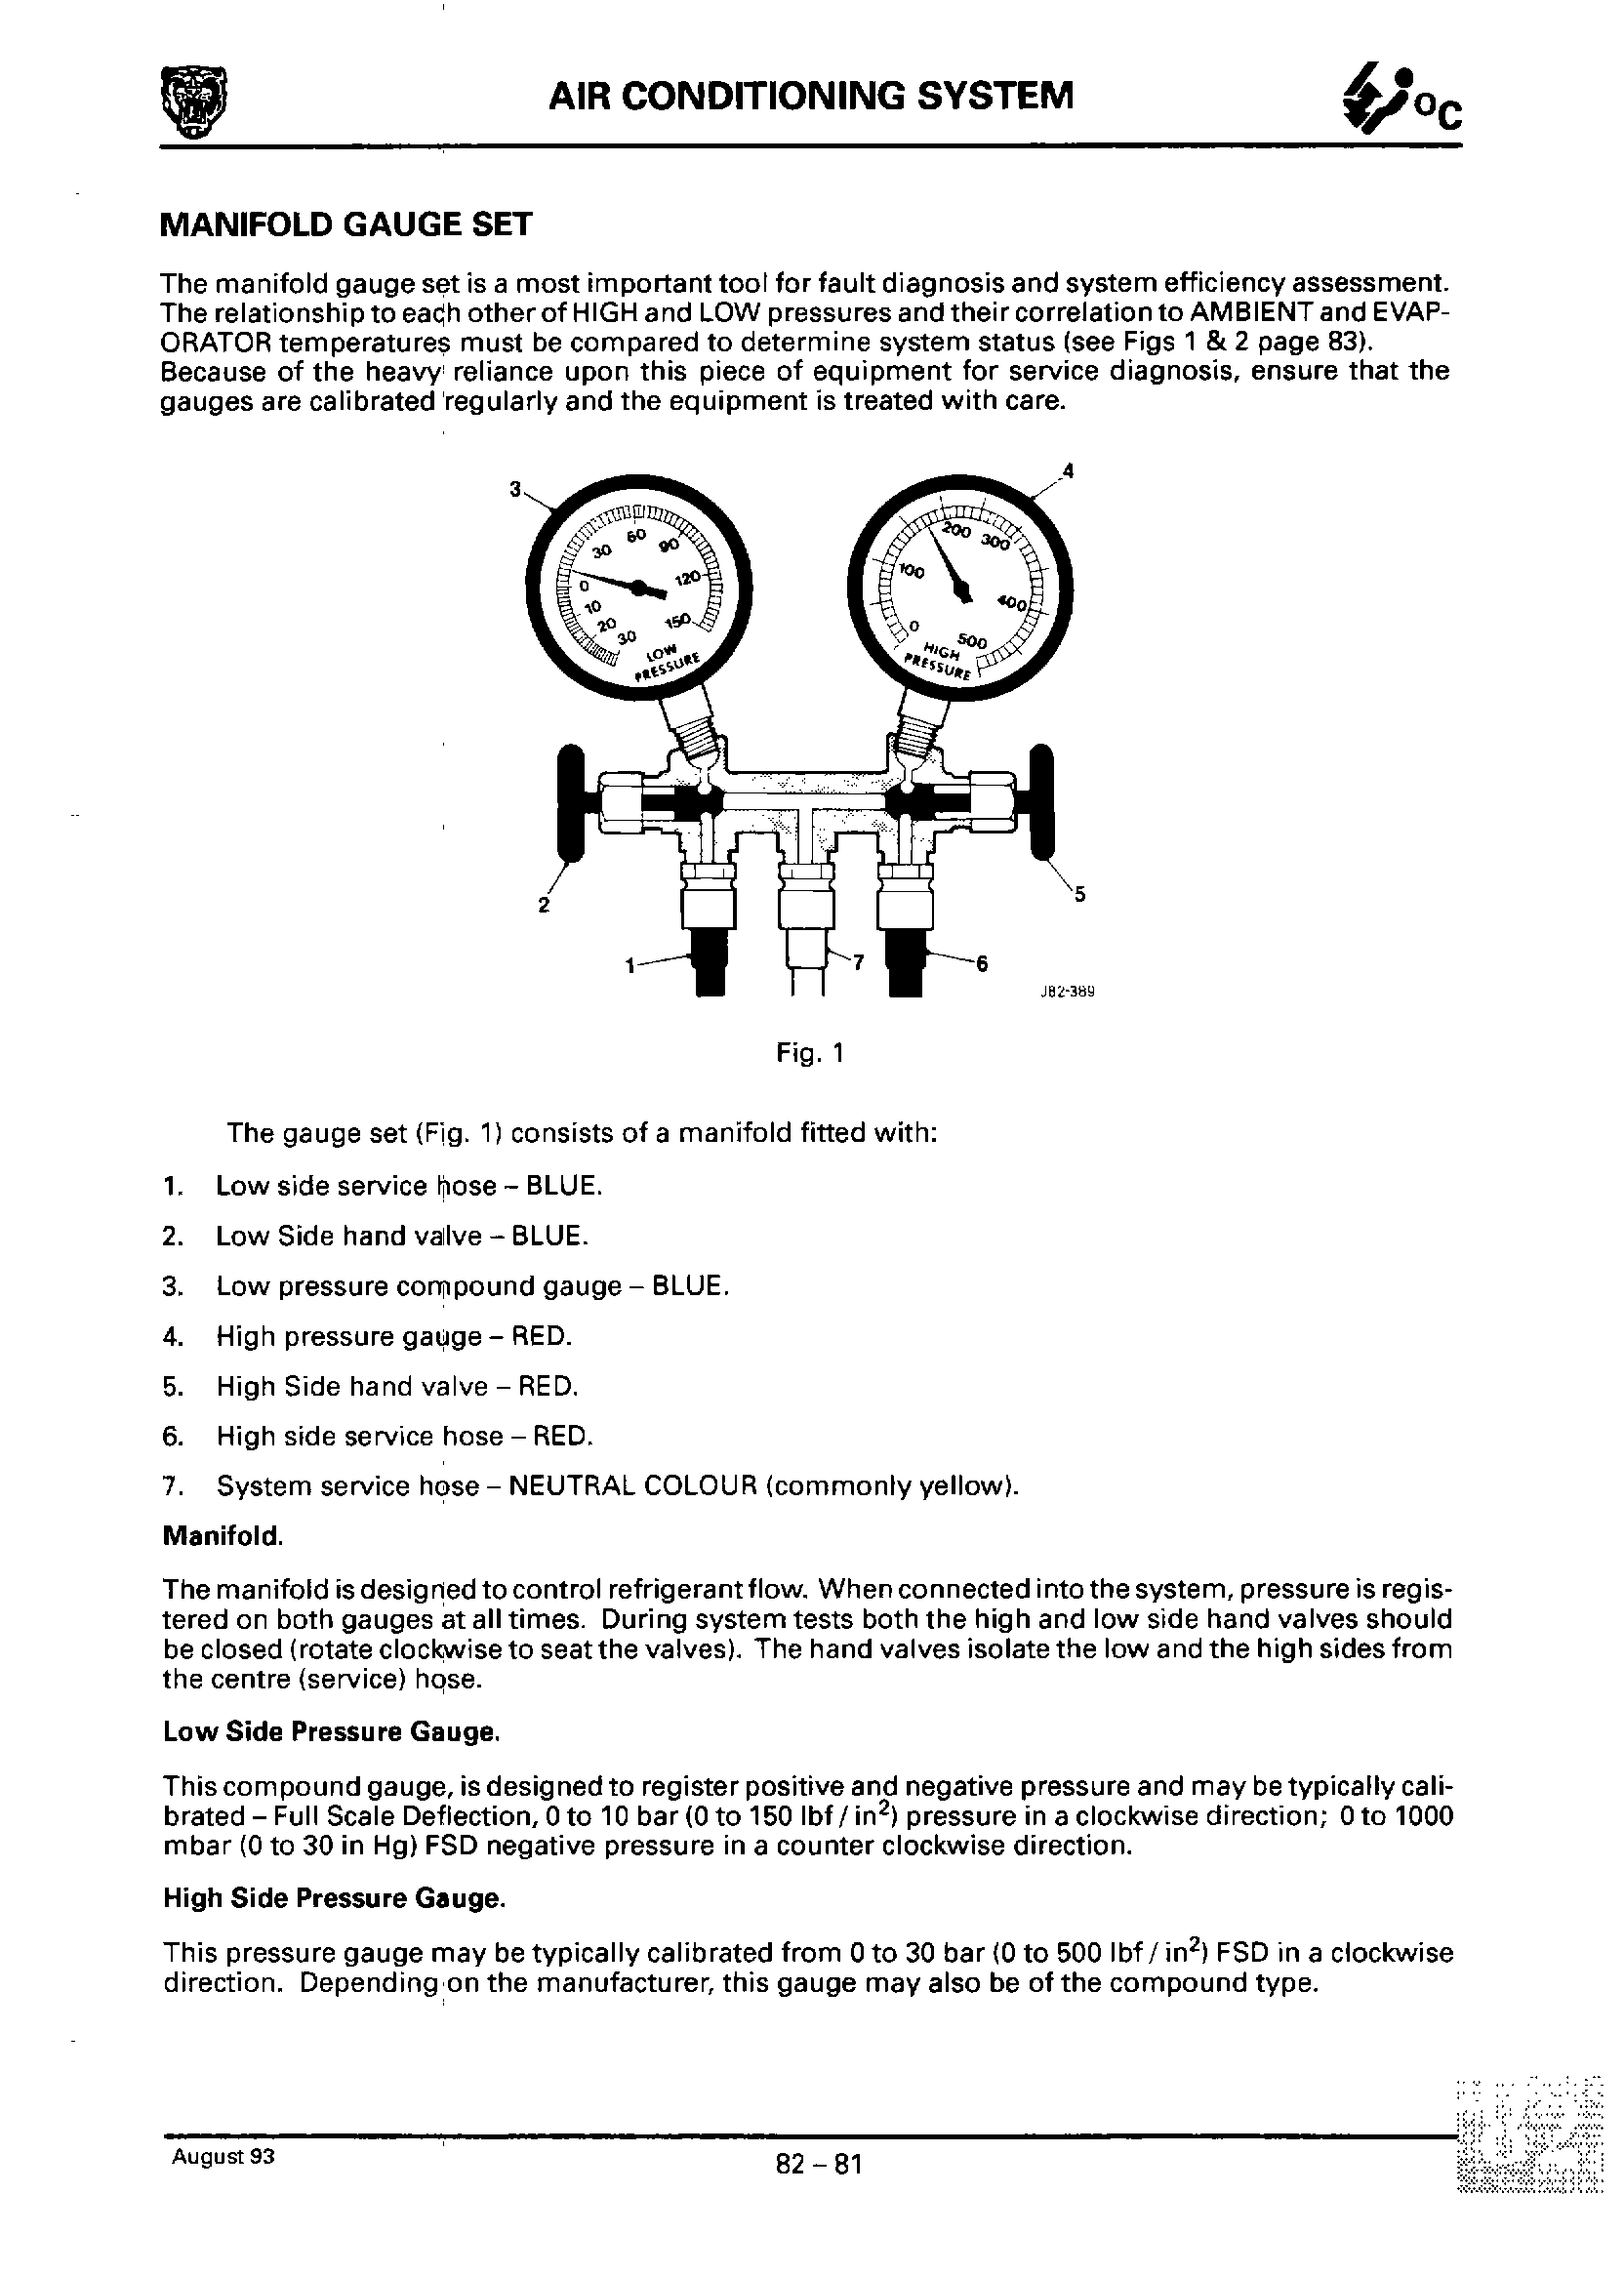 AIR CONDITIONING SYSTEM
°C
MANIFOLD GAUGE SET
The manifold gauge set is a most important tool for fault diagnosis and system efficiency assessment.
The relationship to each other of HIGH and LOW pressures and their correlation to AMBIENT and EVAP-
ORATOR temperatures must be compared to determine system status (see Figs 1 & 2 page 83).
Because of the heavy reliance upon this piece of equipment for service diagnosis, ensure that the
gauges are calibrated regularly and the equipment is treated with care.
3
4
30 60 90 120 150
0 10 20 30
LOW
PRESSURE
0 100 200 300 400 500
HIGH
PRESSURE
2
5
1
7
6
J82-389
Fig. 1
The gauge set (Fig. 1) consists of a manifold fitted with:
1. Low side service hose – BLUE.
2. Low Side hand valve – BLUE.
3. Low pressure compound gauge – BLUE.
4. High pressure gauge – RED.
5. High Side hand valve – RED.
6. High side service hose – RED.
7. System service hose – NEUTRAL COLOUR (commonly yellow).
Manifold.
The manifold is designed to control refrigerant flow. When connected into the system, pressure is regis-
tered on both gauges at all times. During system tests both the high and low side hand valves should
be closed (rotate clockwise to seat the valves). The hand valves isolate the low and the high sides from
the centre (service) hose.
Low Side Pressure Gauge.
This compound gauge, is designed to register positive and negative pressure and may be typically cali-
brated – Full Scale Deflection, 0 to 10 bar (0 to 150 lbf / in²) pressure in a clockwise direction; 0 to 1000
mbar (0 to 30 in Hg) FSD negative pressure in a counter clockwise direction.
High Side Pressure Gauge.
This pressure gauge may be typically calibrated from 0 to 30 bar (0 to 500 lbf / in²) FSD in a clockwise
direction. Depending on the manufacturer, this gauge may also be of the compound type.
August 93
82 – 81